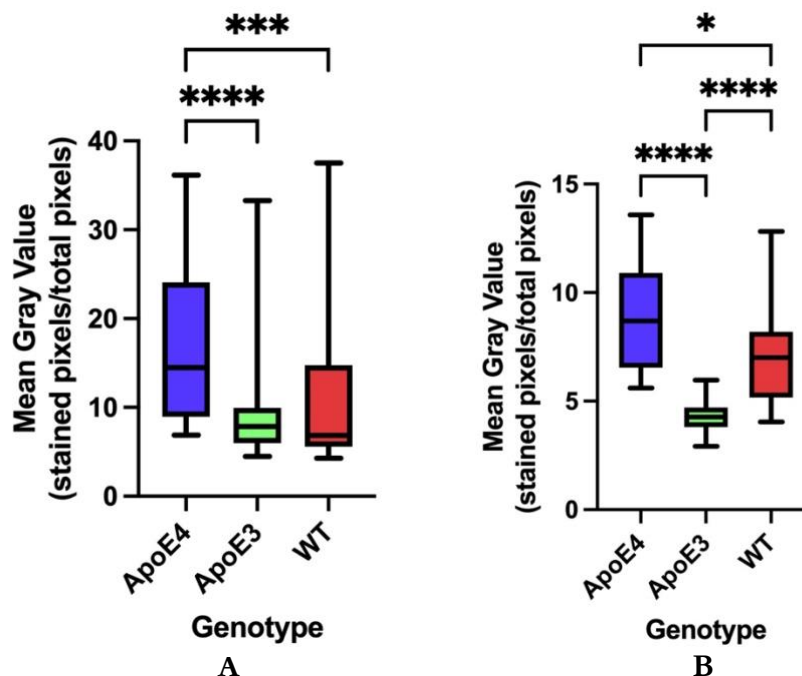 ***
****
Mean Gray Value
(stained pixels/total pixels)
40
30
20
10
0
ApoE4
ApoE3
WT
Genotype
A
*
****
****
Mean Gray Value
(stained pixels/total pixels)
15
10
5
0
ApoE4
ApoE3
WT
Genotype
B